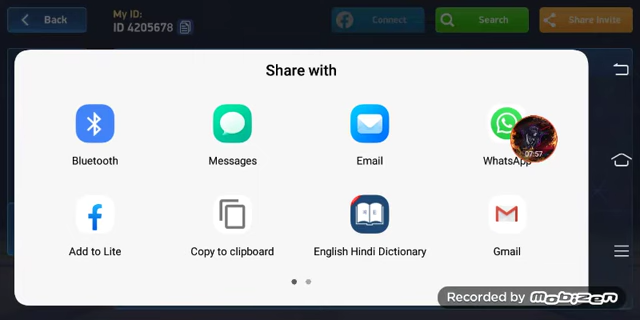 Back
My ID:
ID 4205678
Connect
Search
Share Invite
Share with
Bluetooth
Messages
Email
WhatsApp
07:57
Add to Lite
Copy to clipboard
English Hindi Dictionary
Gmail
Recorded by Mobizen